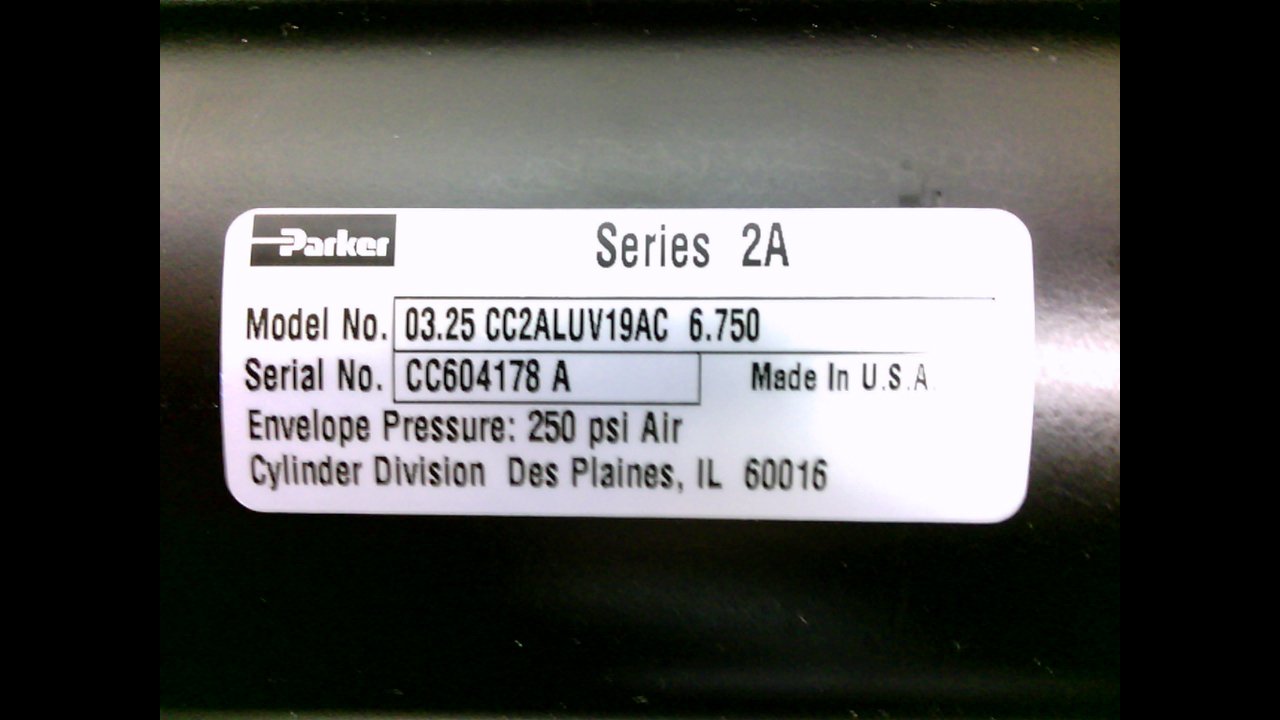 Parker
Series 2A
Model No. 03.25 CC2ALUV19AC 6.750
Serial No. CC604178 A Made In U.S.A.
Envelope Pressure: 250 psi Air
Cylinder Division Des Plaines, IL 60016